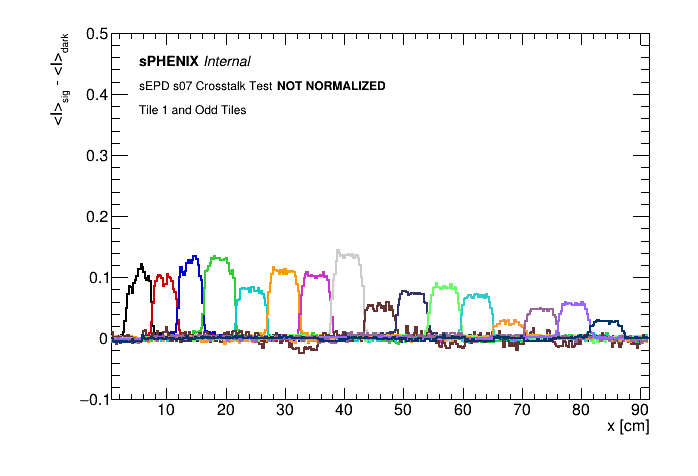 0.5
<I>sig - <I>dark
sPHENIX Internal
sEPD s07 Crosstalk Test NOT NORMALIZED
Tile 1 and Odd Tiles
0.4
0.3
0.2
0.1
0
−0.1
10 20 30 40 50 60 70 80 90
x [cm]